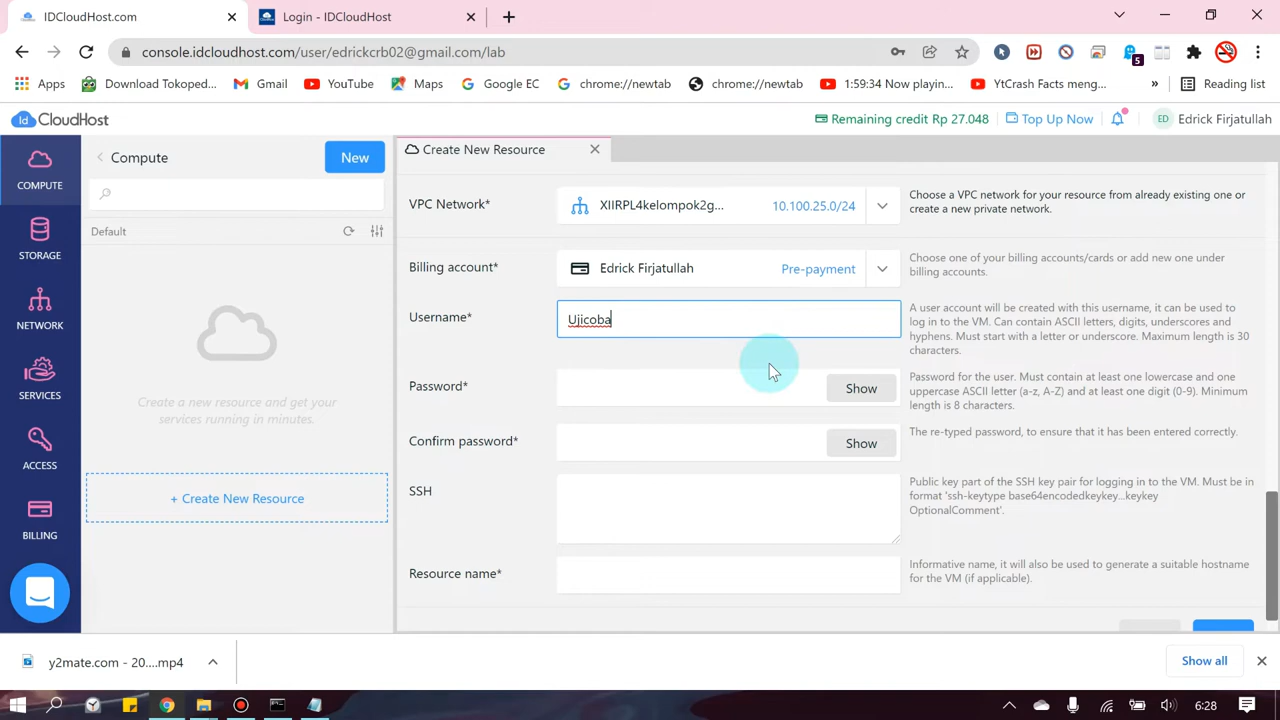 IDCloudHost.com
Login - IDCloudHost
console.idcloudhost.com/user/edrickcrb02@gmail.com/lab
5
Apps
Download Tokoped...
Gmail
YouTube
Maps
Google EC
chrome://newtab
chrome://newtab
1:59:34 Now playin...
YtCrash Facts meng...
»
Reading list
Id CloudHost
Remaining credit Rp 27.048
Top Up Now
ED
Edrick Firjatullah
COMPUTE
STORAGE
NETWORK
SERVICES
ACCESS
BILLING
Compute
New
Default
Create a new resource and get your
services running in minutes.
+ Create New Resource
Create New Resource
VPC Network*
XIIRPL4kelompok2g...
10.100.25.0/24
Choose a VPC network for your resource from already existing one or
create a new private network.
Billing account*
Edrick Firjatullah
Pre-payment
Choose one of your billing accounts/cards or add new one under
billing accounts.
Username*
Ujicoba
A user account will be created with this username, it can be used to
log in to the VM. Can contain ASCII letters, digits, underscores and
hyphens. Must start with a letter or underscore. Maximum length is 30
characters.
Password*
Show
Password for the user. Must contain at least one lowercase and one
uppercase ASCII letter (a-z, A-Z) and at least one digit (0-9). Minimum
length is 8 characters.
Confirm password*
Show
The re-typed password, to ensure that it has been entered correctly.
SSH
Public key part of the SSH key pair for logging in to the VM. Must be in
format 'ssh-keytype base64encodedkeykey...keykey
OptionalComment'.
Resource name*
Informative name, it will also be used to generate a suitable hostname
for the VM (if applicable).
y2mate.com - 20....mp4
Show all
6:28